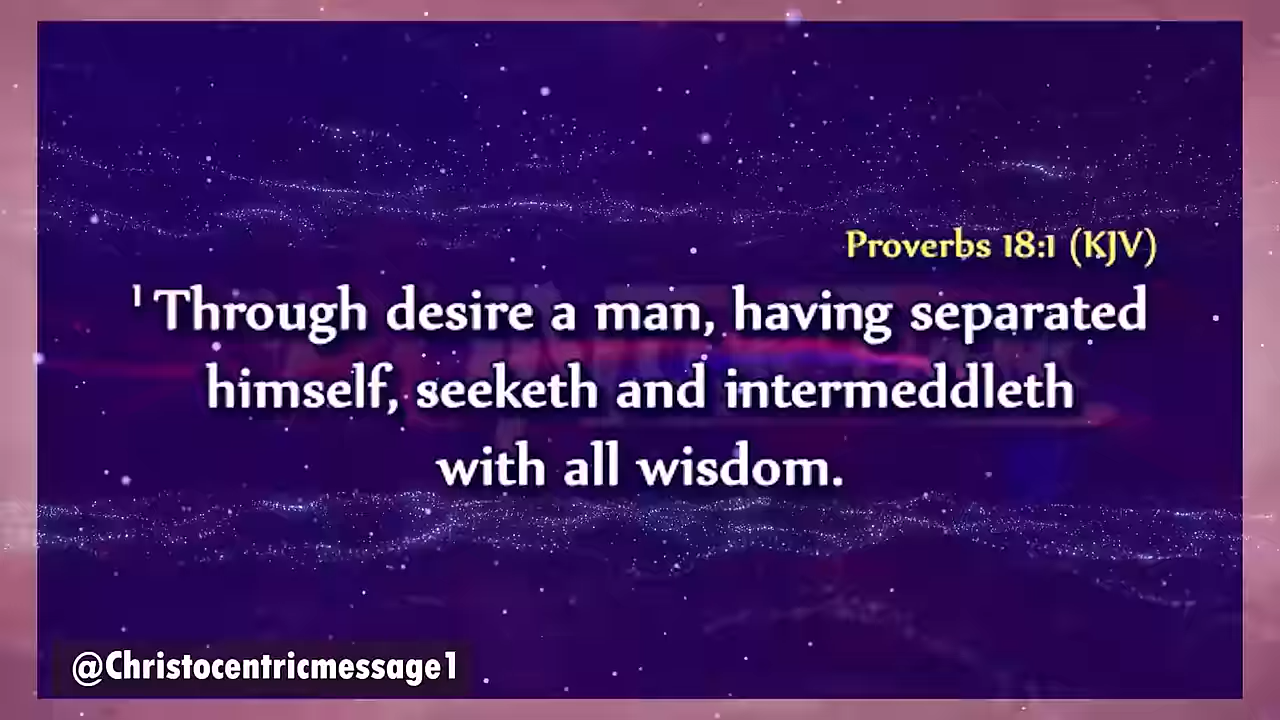 Proverbs 18:1 (KJV)
¹ Through desire a man, having separated
himself, seeketh and intermeddleth
with all wisdom.
@Christocentricmessage1